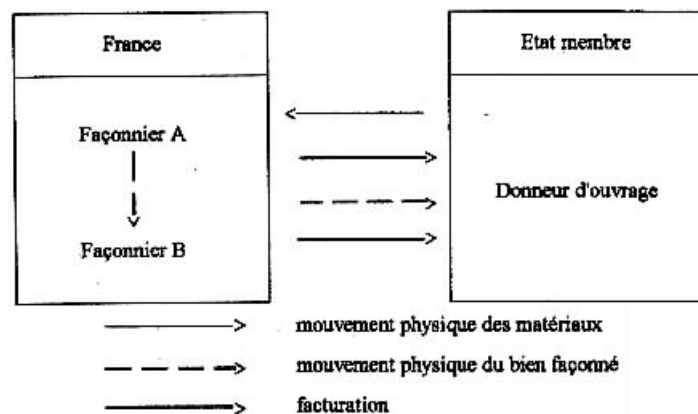 France
Etat membre
Façonnier A
Donneur d'ouvrage
Façonnier B
mouvement physique des matériaux
mouvement physique du bien façonné
facturation